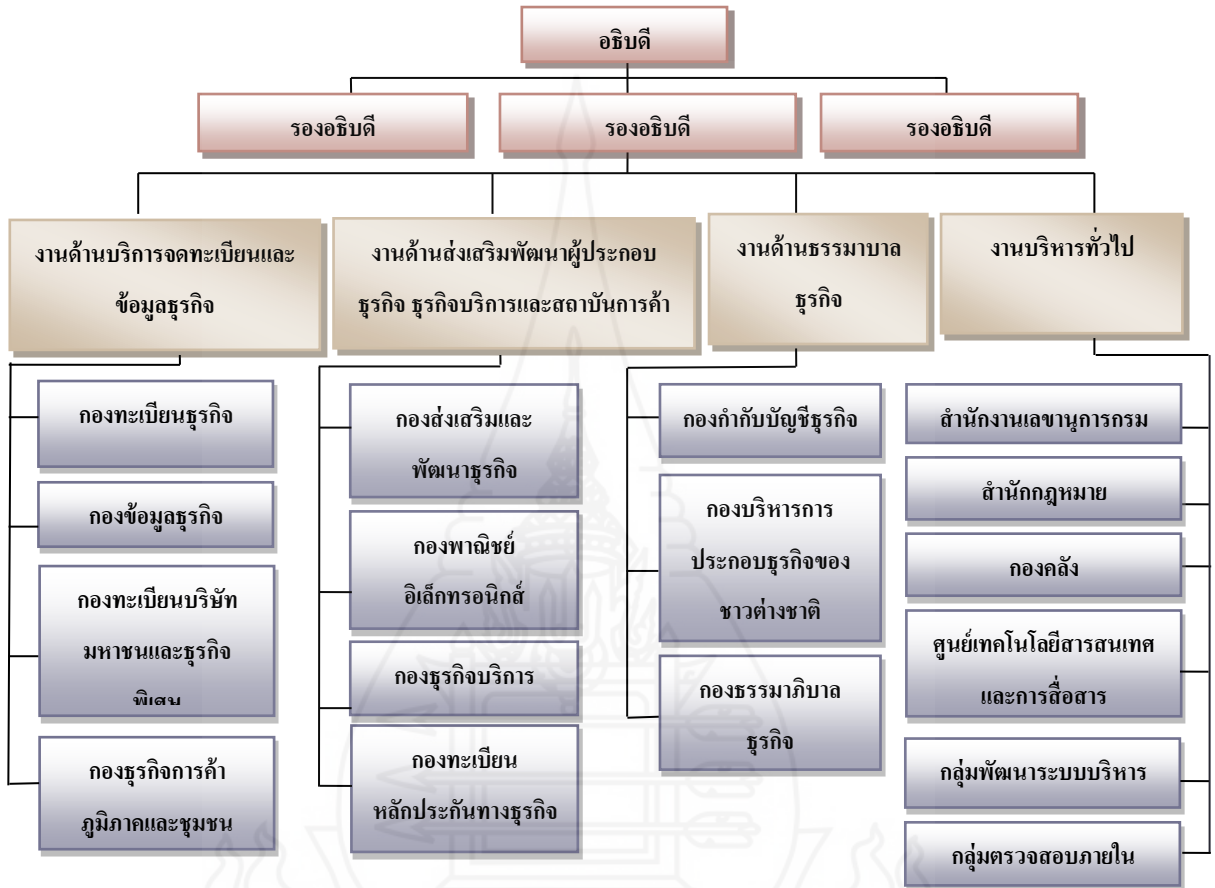 อธิบดี
รองอธิบดี
รองอธิบดี
รองอธิบดี
งานด้านบริการจดทะเบียนและ
ข้อมูลธุรกิจ
งานด้านส่งเสริมพัฒนาผู้ประกอบ
ธุรกิจ ธุรกิจบริการและสถาบันการค้า
งานด้านธรรมาบาล
ธุรกิจ
งานบริหารทั่วไป
กองทะเบียนธุรกิจ
กองข้อมูลธุรกิจ
กองทะเบียนบริษัท
มหาชนและธุรกิจ
พิเศษ
กองธุรกิจการค้า
ภูมิภาคและชุมชน
กองส่งเสริมและ
พัฒนาธุรกิจ
กองพาณิชย์
อิเล็กทรอนิกส์
กองธุรกิจบริการ
กองทะเบียน
หลักประกันทางธุรกิจ
กองกำกับบัญชีธุรกิจ
กองบริหารการ
ประกอบธุรกิจของ
ชาวต่างชาติ
กองธรรมาภิบาล
ธุรกิจ
สำนักงานเลขานุการกรม
สำนักกฎหมาย
กองคลัง
ศูนย์เทคโนโลยีสารสนเทศ
และการสื่อสาร
กลุ่มพัฒนาระบบบริหาร
กลุ่มตรวจสอบภายใน